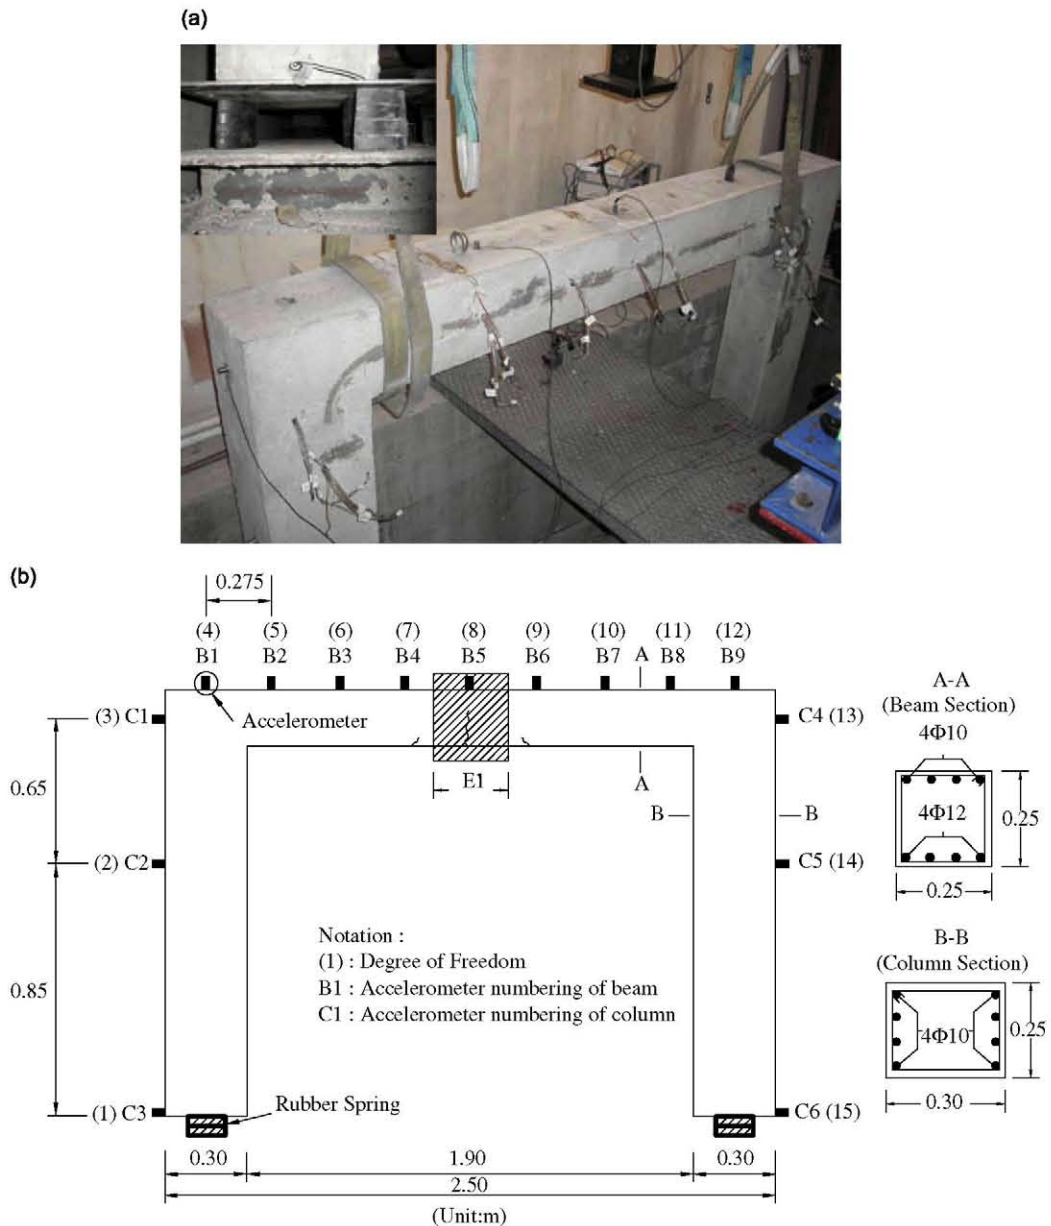 (a)
(b)
0.275
(4) (5) (6) (7) (8) (9) (10) (11) (12)
B1 B2 B3 B4 B5 B6 B7 A B8 B9
Accelerometer
(3) C1
C4 (13)
E1
A
B B
0.65
(2) C2
C5 (14)
0.85
Notation :
(1) : Degree of Freedom
B1 : Accelerometer numbering of beam
C1 : Accelerometer numbering of column
(1) C3
Rubber Spring
C6 (15)
0.30 1.90 0.30
2.50
(Unit:m)
A-A
(Beam Section)
4Φ10
4Φ12
0.25
0.25
B-B
(Column Section)
4Φ10
0.25
0.30